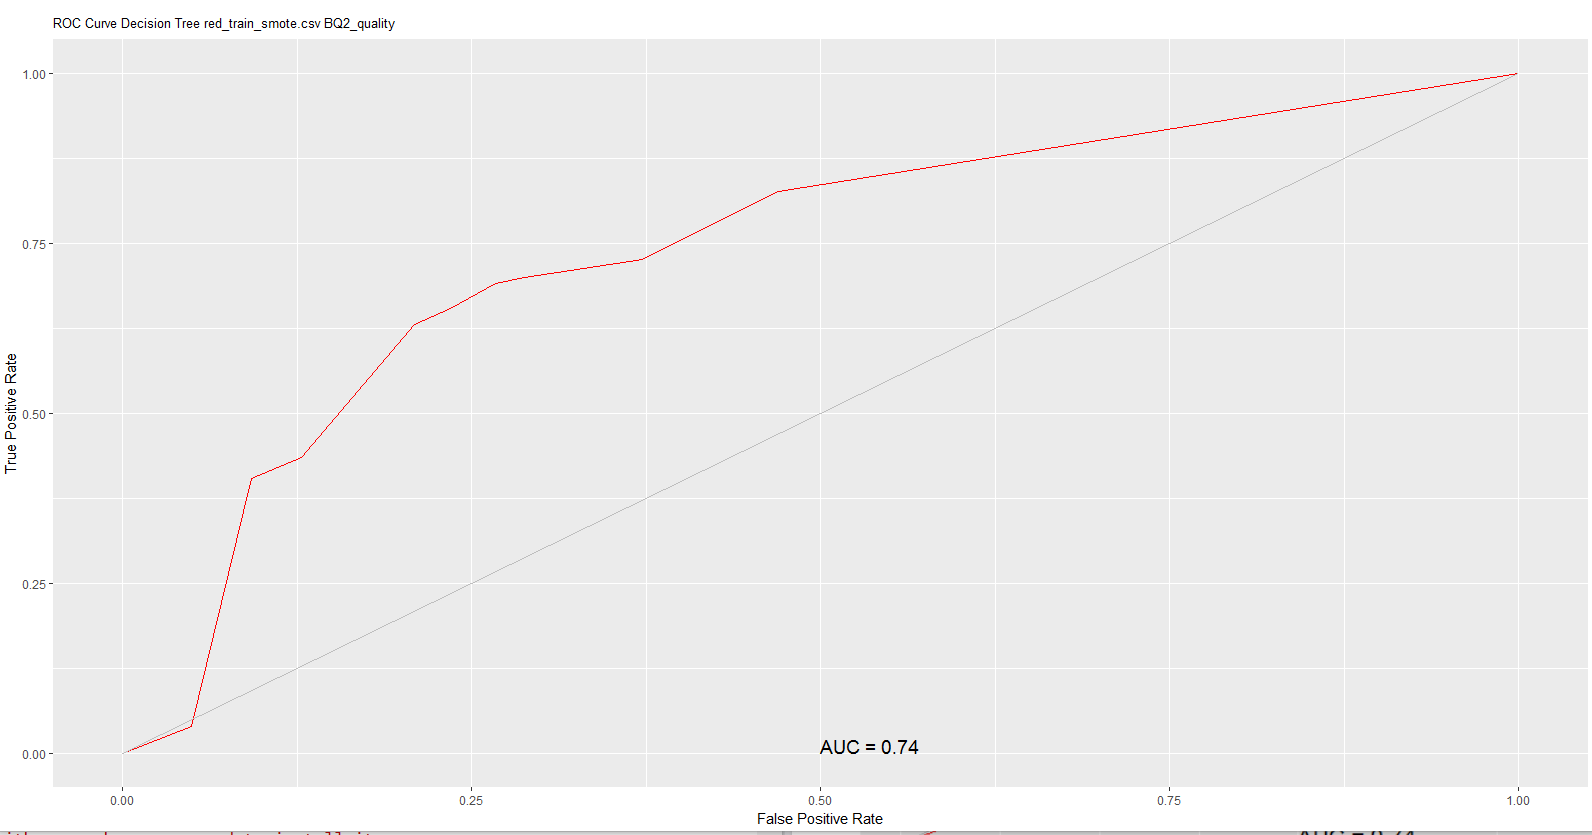 ROC Curve Decision Tree red_train_smote.csv BQ2_quality
1.00
0.75
0.50
0.25
0.00
True Positive Rate
AUC = 0.74
0.00
0.25
0.50
0.75
1.00
False Positive Rate